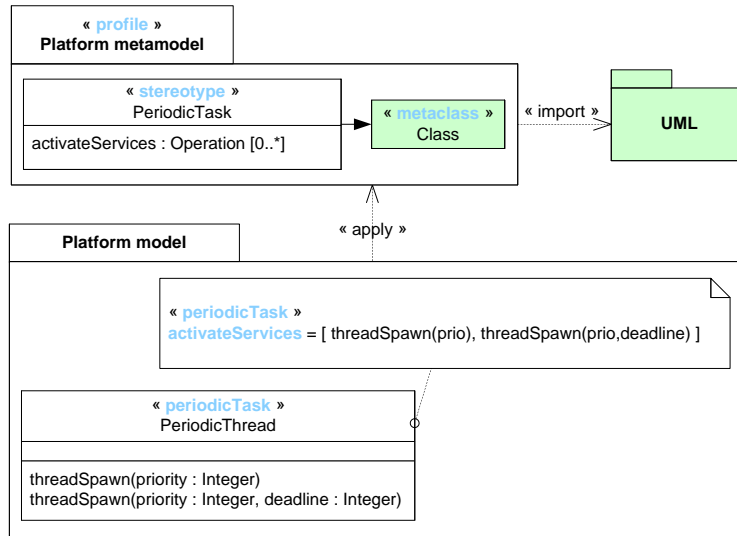 « profile »
Platform metamodel
« stereotype »
PeriodicTask
activateServices : Operation [0..*]
« metaclass »
Class
« import »
UML
« apply »
Platform model
« periodicTask »
activateServices = [ threadSpawn(prio), threadSpawn(prio,deadline) ]
« periodicTask »
PeriodicThread
threadSpawn(priority : Integer)
threadSpawn(priority : Integer, deadline : Integer)